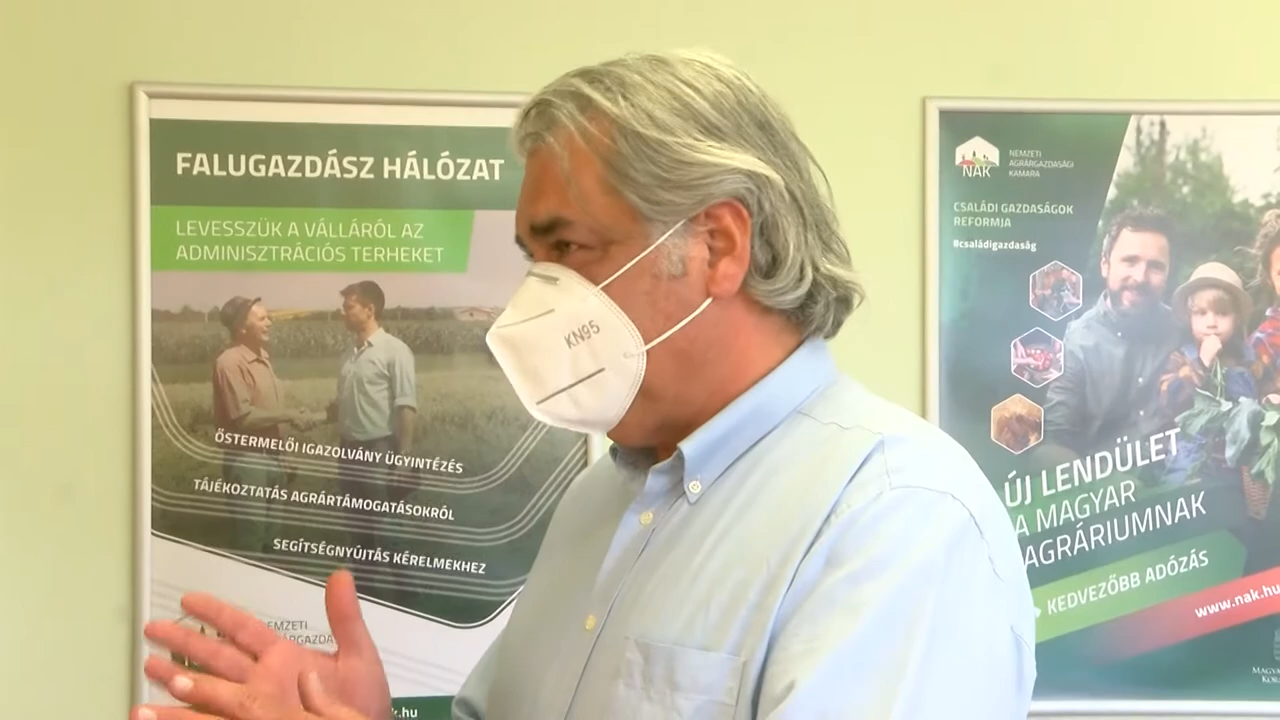 FALUGAZDÁSZ HÁLÓZAT
LEVESSZÜK A VÁLLÁRÓL AZ
ADMINISZTRÁCIÓS TERHEKET
ŐSTERMELŐI IGAZOLVÁNY ÜGYINTÉZÉS
TÁJÉKOZTATÁS AGRÁRTÁMOGATÁSOKRÓL
SEGÍTSÉGNYÚJTÁS KÉRELMEKHEZ
KN95
NAK
NEMZETI
AGRÁRGAZDASÁGI
KAMARA
CSALÁDI GAZDASÁGOK
REFORMJA
#családigazdaság
ÚJ LENDÜLET
A MAGYAR
AGRÁRIUMNAK
KEDVEZŐBB ADÓZÁS
www.nak.hu